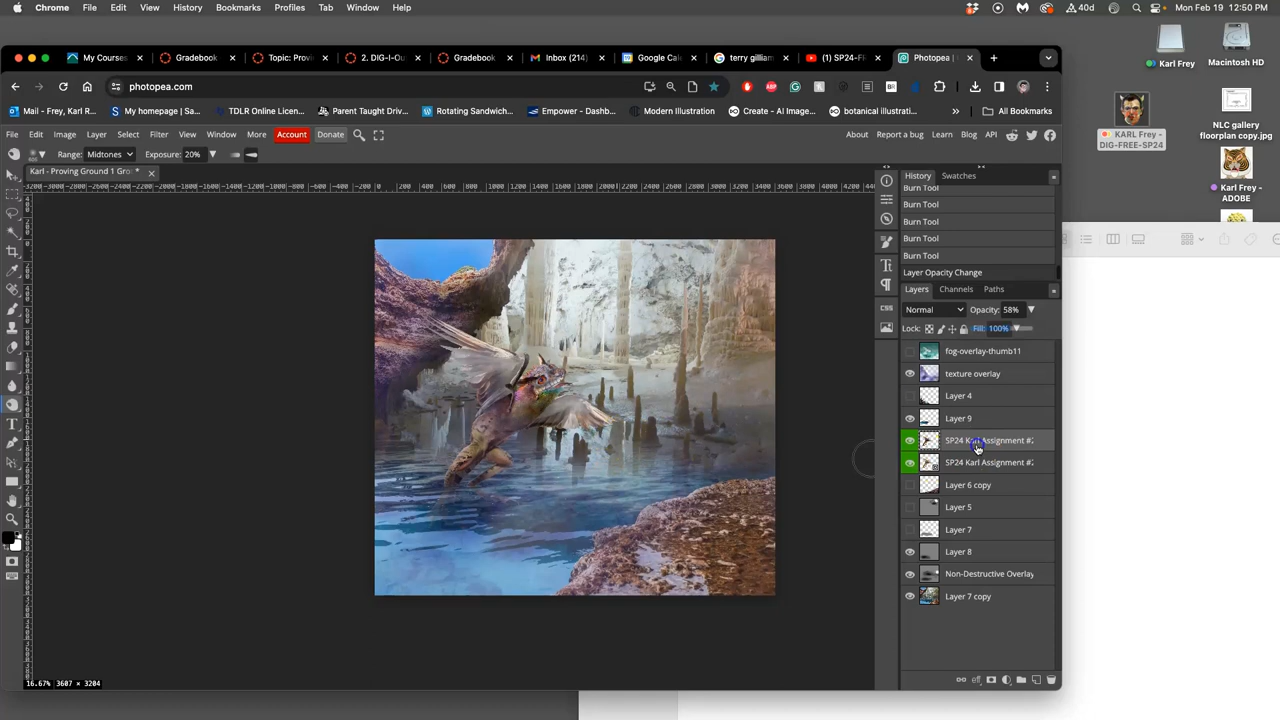 Chrome File Edit View History Bookmarks Profiles Tab Window Help 40d Mon Feb 19 12:50 PM
My Courses Gradebook Topic: Provi 2. DIG-I-Ou Gradebook Inbox (214) Google Cal terry gilliam (1) SP24-F Photopea |
photopea.com
Mail - Frey, Karl R... My homepage | Sa... TDLR Online Licen... Parent Taught Driv... Rotating Sandwich... Empower - Dashb... Modern Illustration Create - AI Image... botanical illustrati... All Bookmarks
File Edit Image Layer Select Filter View Window More Account Donate About Report a bug Learn Blog API
Range: Midtones Exposure: 20%
Karl - Proving Ground 1 Gro: *
History Swatches
Burn Tool
Burn Tool
Burn Tool
Burn Tool
Burn Tool
Layer Opacity Change
Layers Channels Paths
Normal Opacity: 58%
Lock: Fill: 100%
fog-overlay-thumb11
texture overlay
Layer 4
Layer 9
SP24 Karl Assignment #2
SP24 Karl Assignment #2
Layer 6 copy
Layer 5
Layer 7
Layer 8
Non-Destructive Overlay
Layer 7 copy
CSS
16.67% 3607 × 3204
Karl Frey
Macintosh HD
KARL Frey -
DIG-FREE-SP24
NLC gallery
floorplan copy.jpg
Karl Frey -
ADOBE